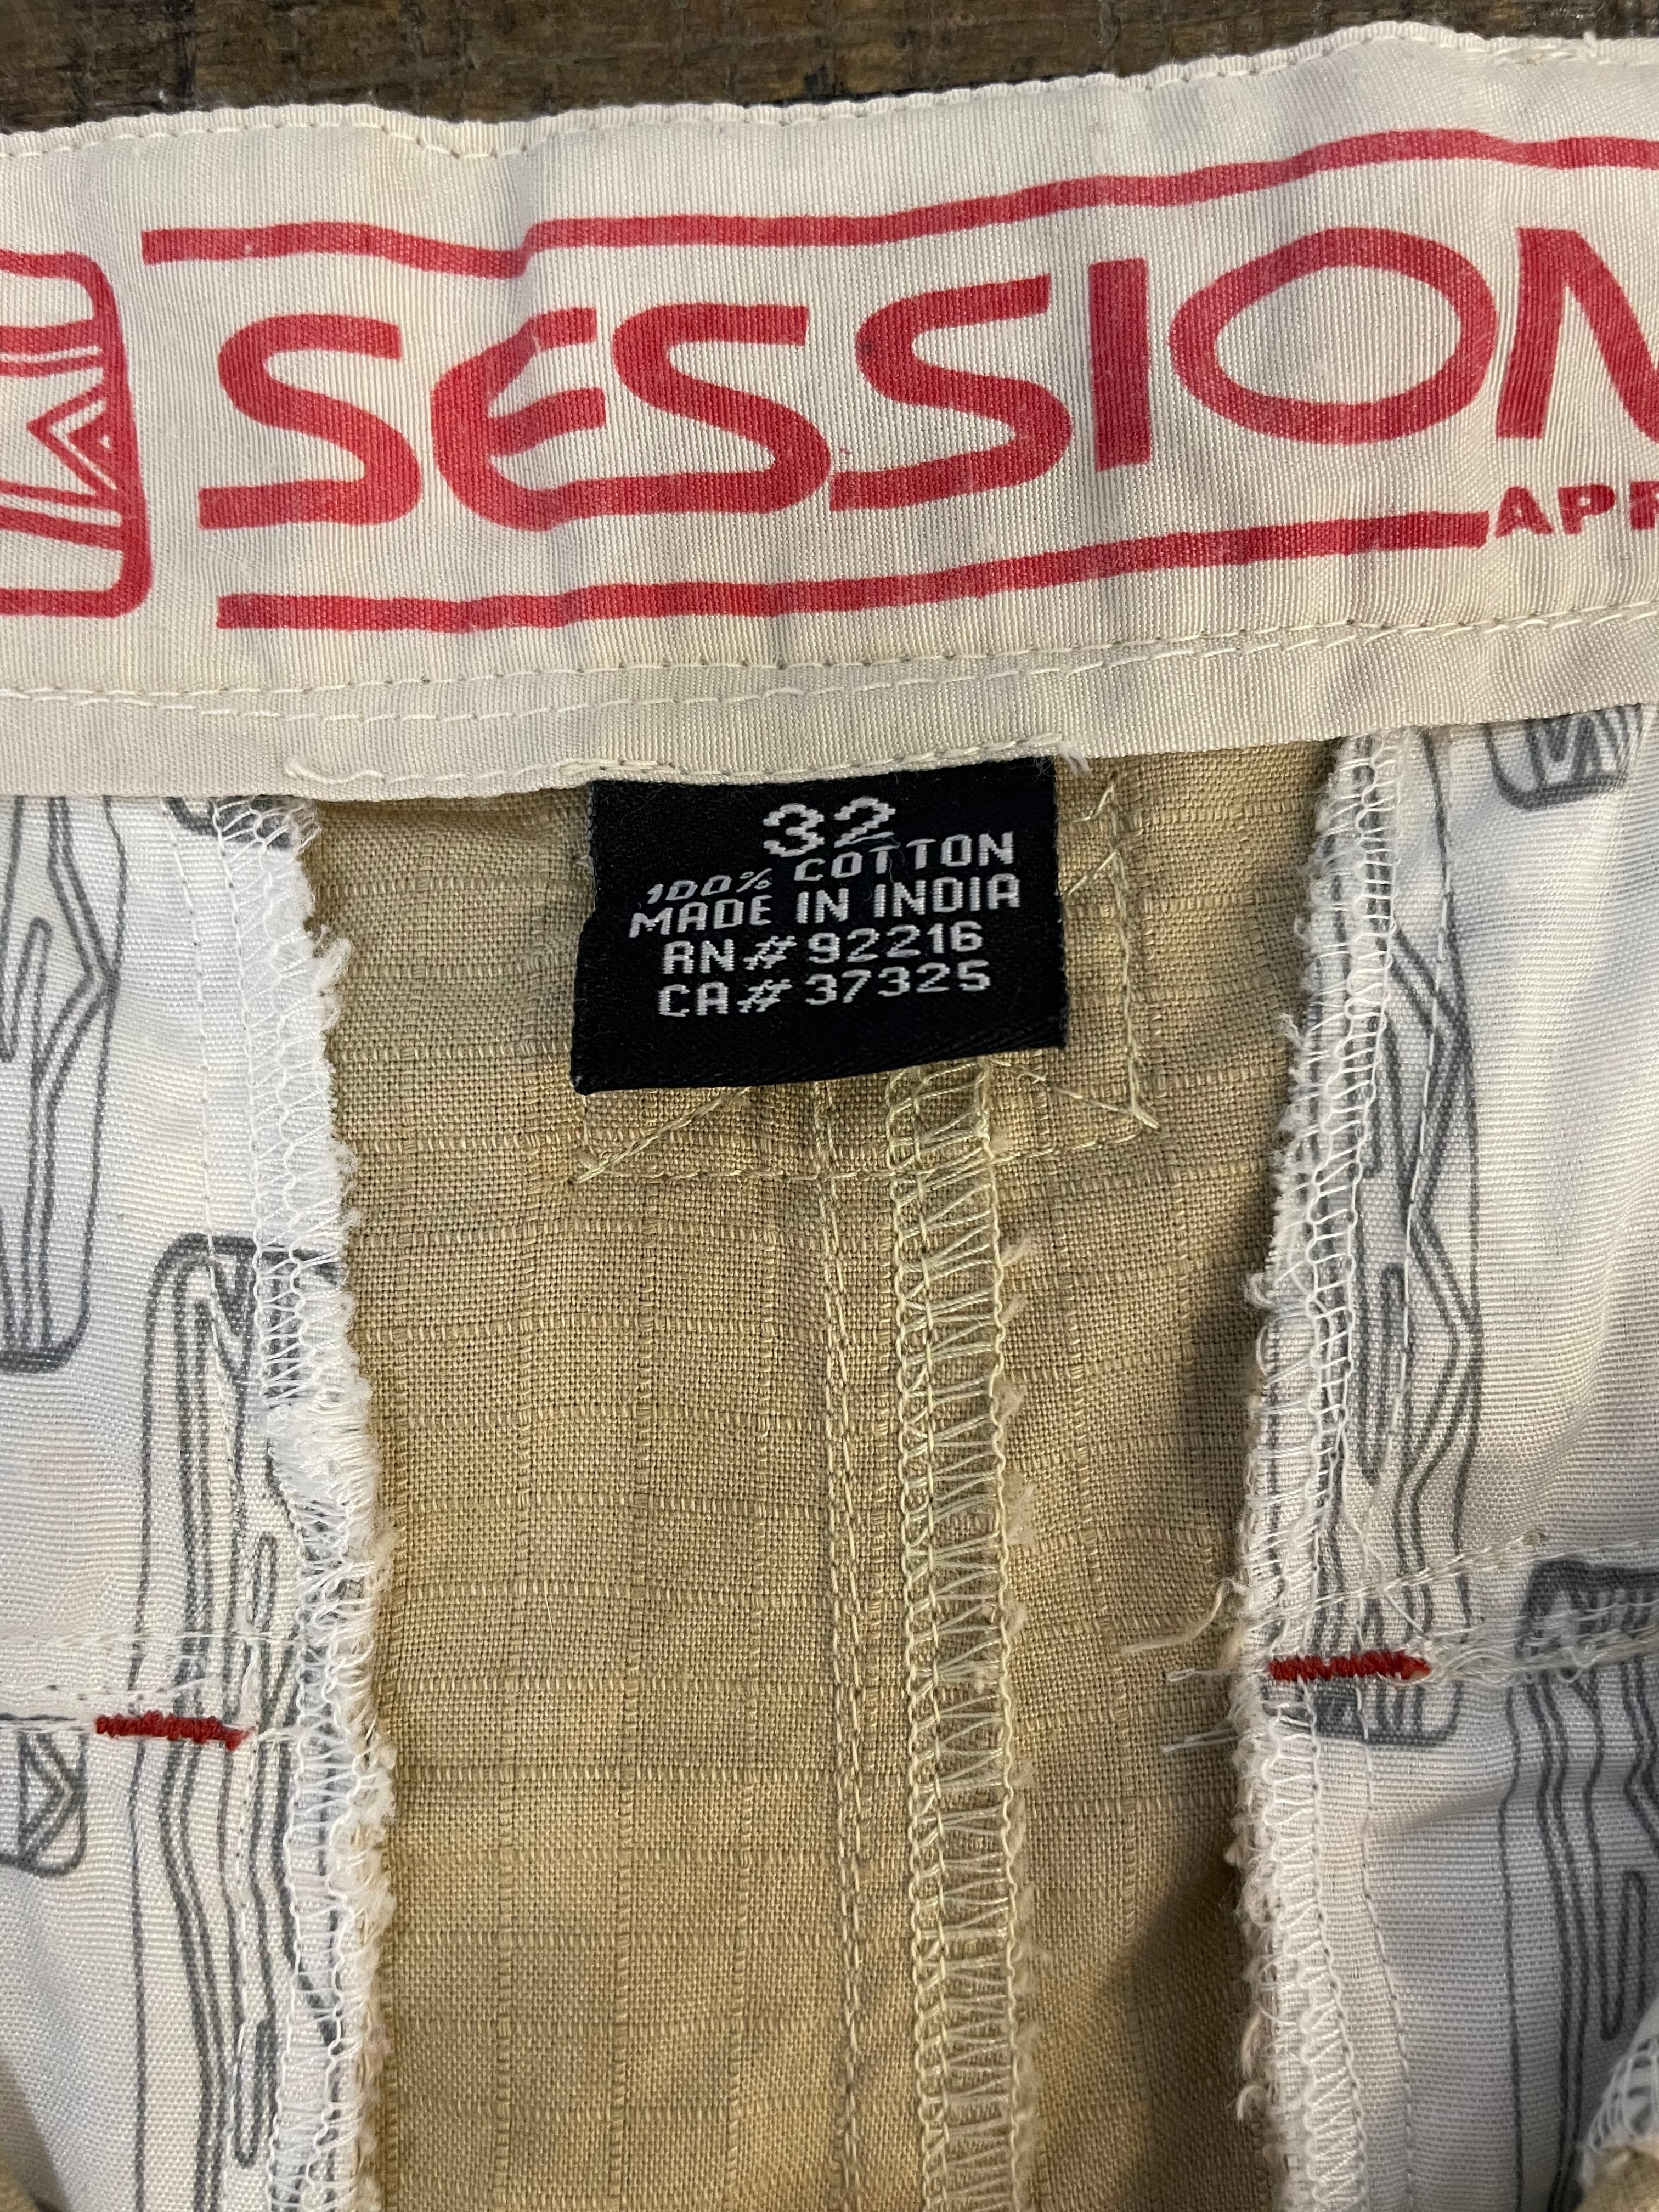 SESSION
APP
32
100% COTTON
MADE IN INDIA
RN# 92216
CA# 37325